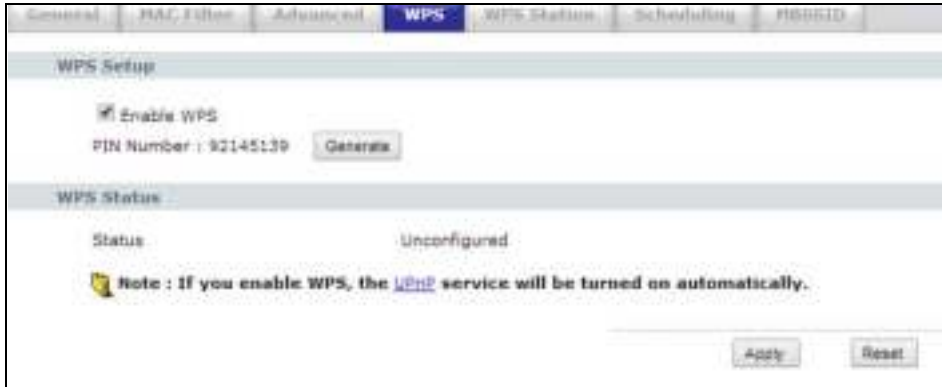 General MAC Filter Advanced WPS WPS Station Scheduling MBSSID
WPS Setup
Enable WPS
PIN Number : 92145139 Generate
WPS Status
Status Unconfigured
Note : If you enable WPS, the UPnP service will be turned on automatically.
Apply Reset